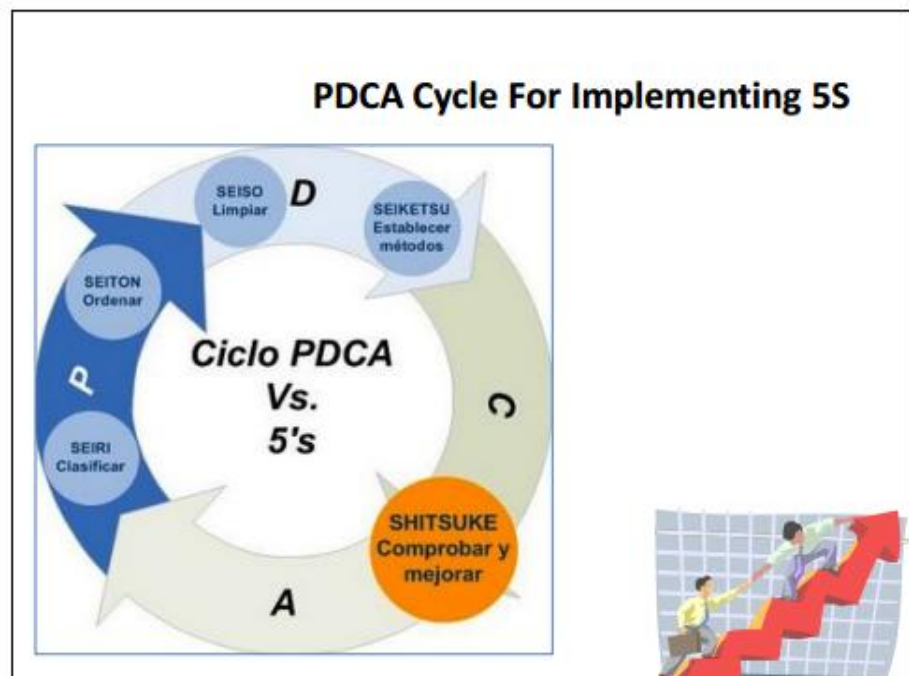 PDCA Cycle For Implementing 5S
SEISO
Limpiar
D
SEIKETSU
Establecer
métodos
SEITON
Ordenar
P
SEIRI
Clasificar
Ciclo PDCA
Vs.
5's
C
SHITSUKE
Comprobar y
mejorar
A